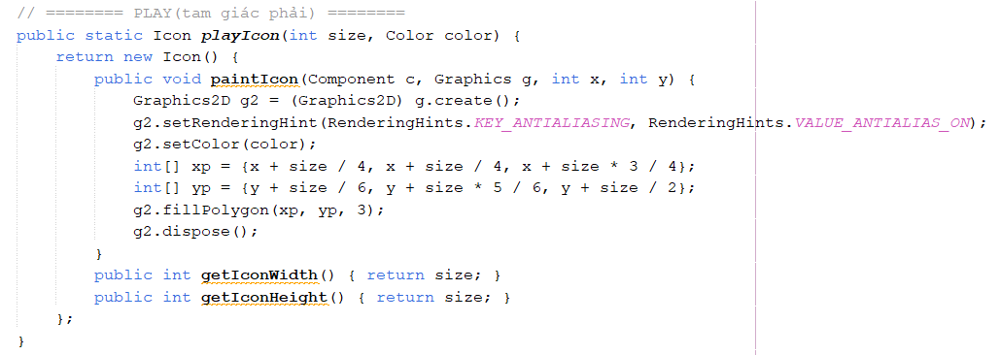 // ======== PLAY(tam giác phải) ========
public static Icon playIcon(int size, Color color) {
    return new Icon() {
        public void paintIcon(Component c, Graphics g, int x, int y) {
            Graphics2D g2 = (Graphics2D) g.create();
            g2.setRenderingHint(RenderingHints.KEY_ANTIALIASING, RenderingHints.VALUE_ANTIALIAS_ON);
            g2.setColor(color);
            int[] xp = {x + size / 4, x + size / 4, x + size * 3 / 4};
            int[] yp = {y + size / 6, y + size * 5 / 6, y + size / 2};
            g2.fillPolygon(xp, yp, 3);
            g2.dispose();
        }
        public int getIconWidth() { return size; }
        public int getIconHeight() { return size; }
    };
}